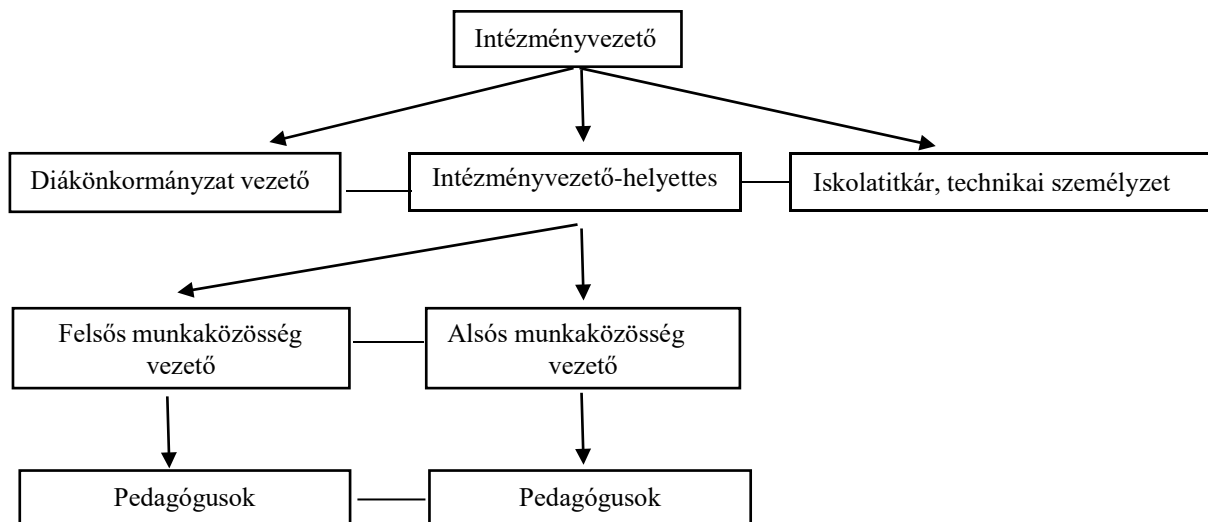 Intézményvezető
Diákönkormányzat vezető
Intézményvezető-helyettes
Iskolatitkár, technikai személyzet
Felsős munkaközösség
vezető
Alsós munkaközösség
vezető
Pedagógusok
Pedagógusok